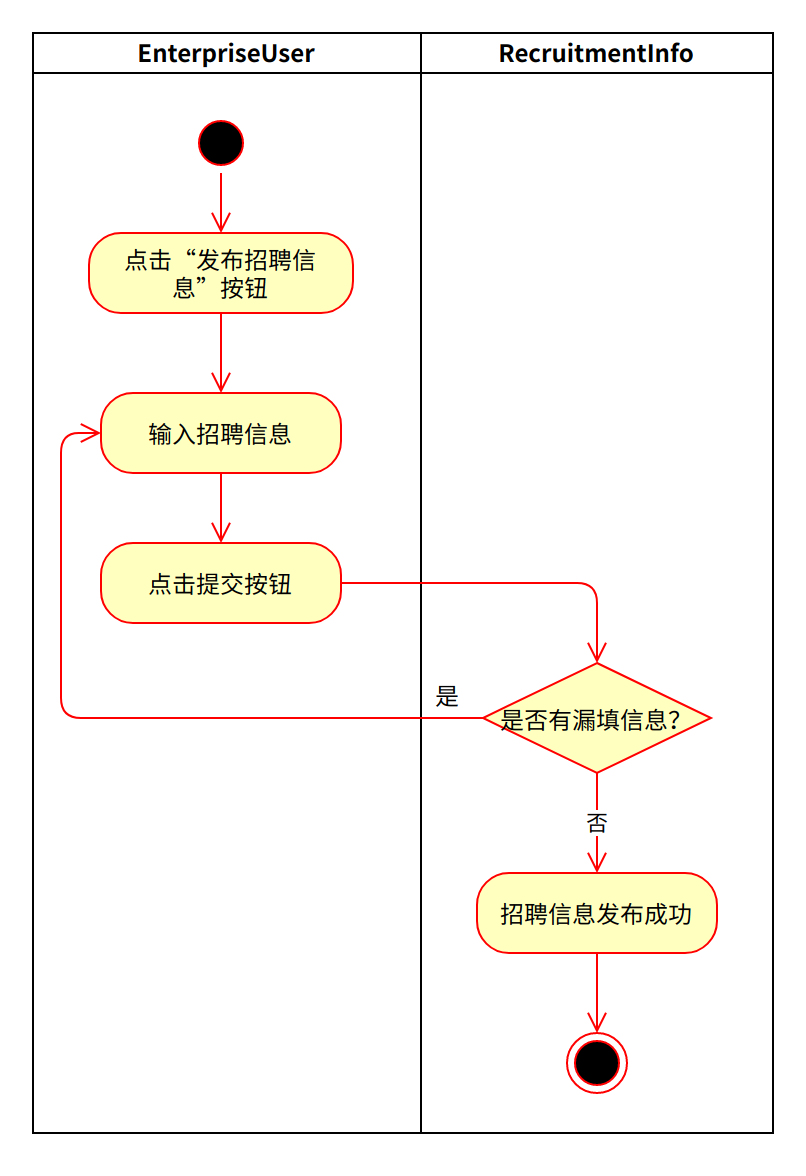 EnterpriseUser
RecruitmentInfo
点击“发布招聘信
息”按钮
输入招聘信息
点击提交按钮
是
是否有漏填信息?
否
招聘信息发布成功